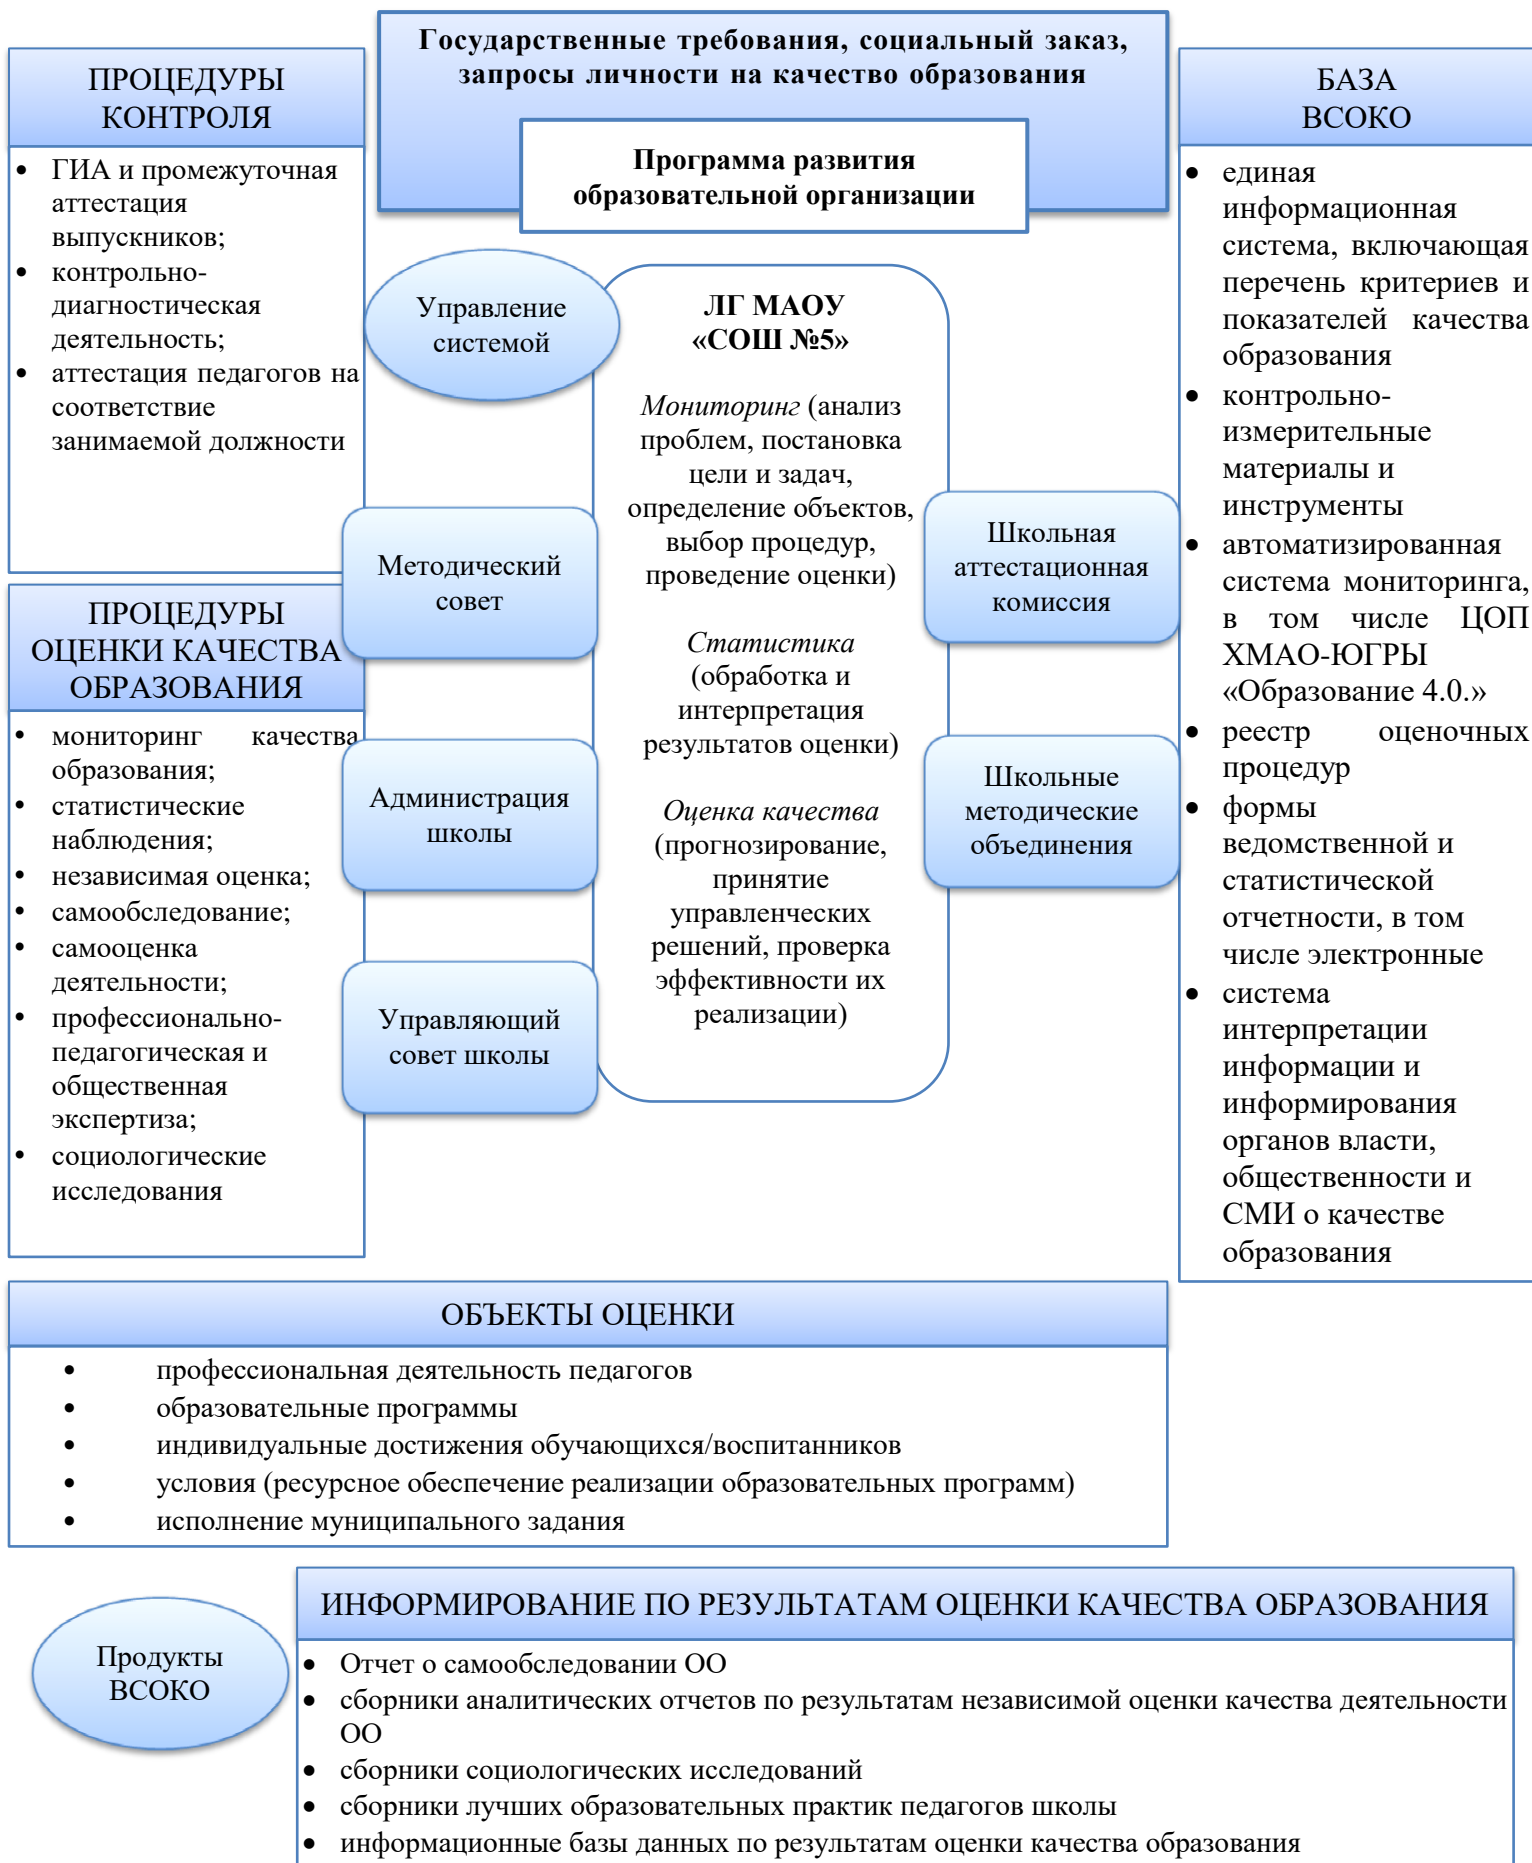 Государственные требования, социальный заказ,
запросы личности на качество образования
Программа развития
образовательной организации
ПРОЦЕДУРЫ
КОНТРОЛЯ
• ГИА и промежуточная
аттестация
выпускников;
• контрольно-
диагностическая
деятельность;
• аттестация педагогов на
соответствие
занимаемой должности
ПРОЦЕДУРЫ
ОЦЕНКИ КАЧЕСТВА
ОБРАЗОВАНИЯ
• мониторинг качества
образования;
• статистические
наблюдения;
• независимая оценка;
• самообследование;
• самооценка
деятельности;
• профессионально-
педагогическая и
общественная
экспертиза;
• социологические
исследования
Управление
системой
Методический
совет
Администрация
школы
Управляющий
совет школы
ЛГ МАОУ
«СОШ №5»
Мониторинг (анализ
проблем, постановка
цели и задач,
определение объектов,
выбор процедур,
проведение оценки)
Статистика
(обработка и
интерпретация
результатов оценки)
Оценка качества
(прогнозирование,
принятие
управленческих
решений, проверка
эффективности их
реализации)
Школьная
аттестационная
комиссия
Школьные
методические
объединения
БАЗА
ВСОКО
• единая
информационная
система, включающая
перечень критериев и
показателей качества
образования
• контрольно-
измерительные
материалы и
инструменты
• автоматизированная
система мониторинга,
в том числе ЦОП
ХМАО-ЮГРЫ
«Образование 4.0.»
• реестр оценочных
процедур
• формы
ведомственной и
статистической
отчетности, в том
числе электронные
• система
интерпретации
информации и
информирования
органов власти,
общественности и
СМИ о качестве
образования
ОБЪЕКТЫ ОЦЕНКИ
• профессиональная деятельность педагогов
• образовательные программы
• индивидуальные достижения обучающихся/воспитанников
• условия (ресурсное обеспечение реализации образовательных программ)
• исполнение муниципального задания
Продукты
ВСОКО
ИНФОРМИРОВАНИЕ ПО РЕЗУЛЬТАТАМ ОЦЕНКИ КАЧЕСТВА ОБРАЗОВАНИЯ
• Отчет о самообследовании ОО
• сборники аналитических отчетов по результатам независимой оценки качества деятельности
ОО
• сборники социологических исследований
• сборники лучших образовательных практик педагогов школы
• информационные базы данных по результатам оценки качества образования